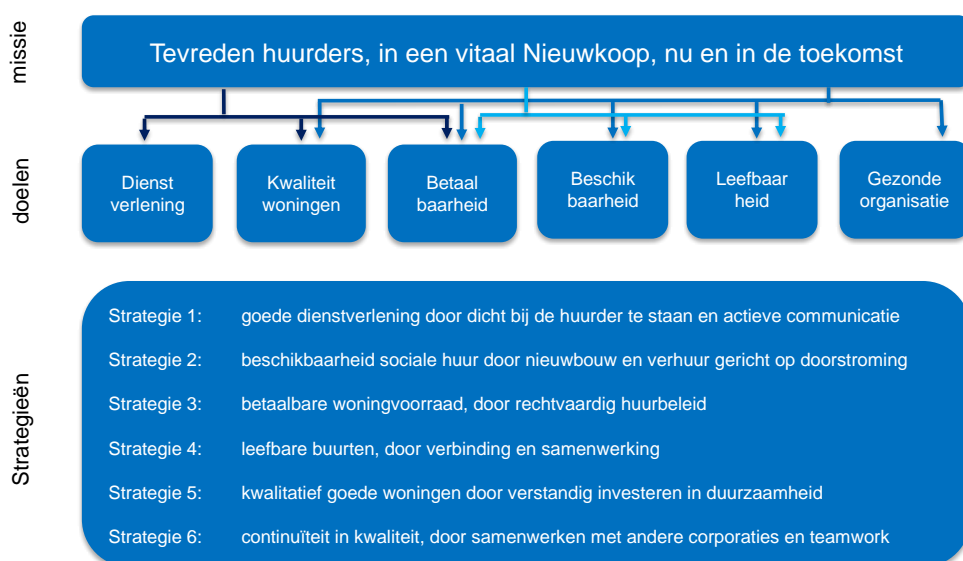 missie
Tevreden huurders, in een vitaal Nieuwkoop, nu en in de toekomst
doelen
Dienst
verlening
Kwaliteit
woningen
Betaal
baarheid
Beschik
baarheid
Leefbaar
heid
Gezonde
organisatie
Strategieën
Strategie 1: goede dienstverlening door dicht bij de huurder te staan en actieve communicatie
Strategie 2: beschikbaarheid sociale huur door nieuwbouw en verhuur gericht op doorstroming
Strategie 3: betaalbare woningvoorraad, door rechtvaardig huurbeleid
Strategie 4: leefbare buurten, door verbinding en samenwerking
Strategie 5: kwalitatief goede woningen door verstandig investeren in duurzaamheid
Strategie 6: continuïteit in kwaliteit, door samenwerken met andere corporaties en teamwork